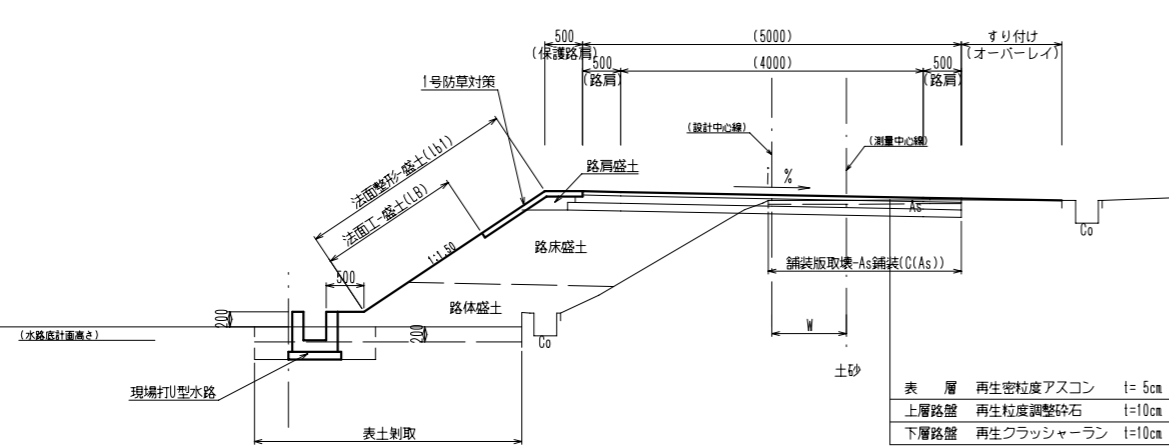 500
(5000)
すり付け
(保護路肩)
(オーバーレイ)
500
(4000)
500
(路肩)
(路肩)
1号防草対策
(設計中心線)
(測量中心線)
法面整形-盛土(lb1)
路肩盛土
i %
法面工-盛土(LB)
As
1:1.50
路床盛土
Co
舗装版取壊-As舗装(C(As))
500
路体盛土
200
W
(水路底計画高さ)
200
Co
土砂
現場打U型水路
表土剝取
表 層 再生密粒度アスコン t= 5cm
上層路盤 再生粒度調整砕石 t=10cm
下層路盤 再生クラッシャーラン t=10cm